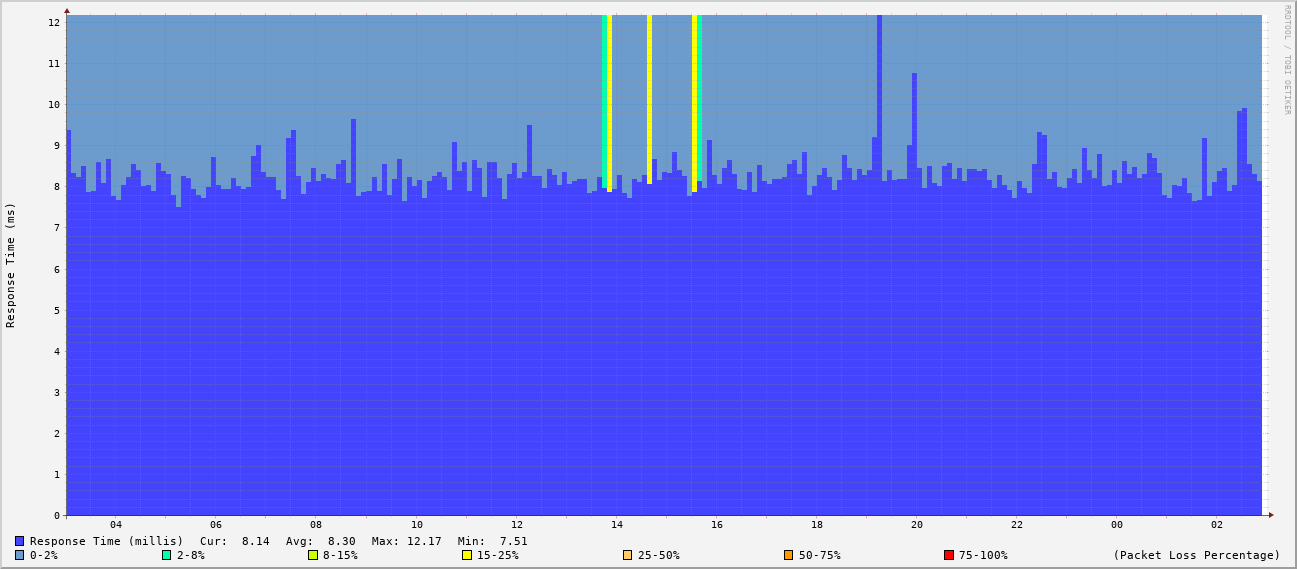 RRDTOOL / TOBI OETIKER
Response Time (ms)
12
11
10
9
8
7
6
5
4
3
2
1
0
04 06 08 10 12 14 16 18 20 22 00 02
Response Time (millis) Cur: 8.14 Avg: 8.30 Max: 12.17 Min: 7.51
0-2% 2-8% 8-15% 15-25% 25-50% 50-75% 75-100% (Packet Loss Percentage)